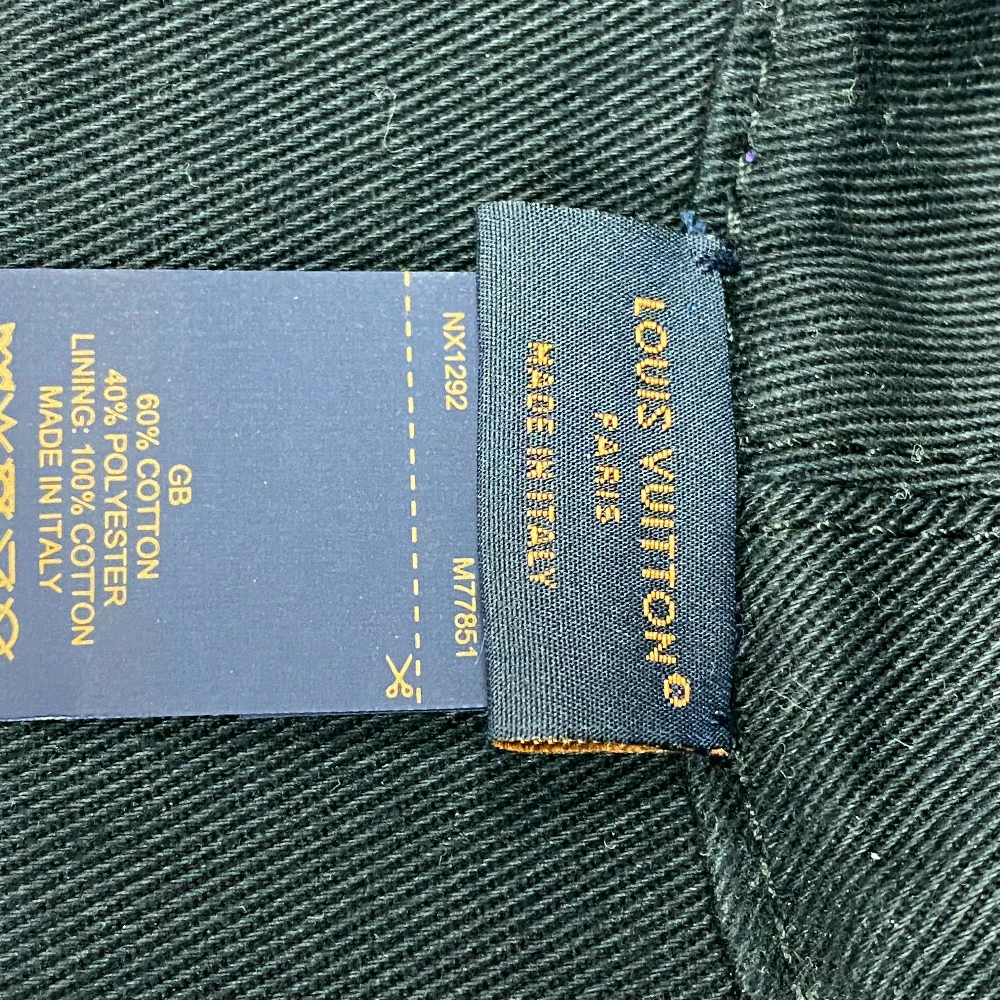 LOUIS VUITTON ©
PARIS
MADE IN ITALY
NX1292 M77851
GB
60% COTTON
40% POLYESTER
LINING: 100% COTTON
MADE IN ITALY